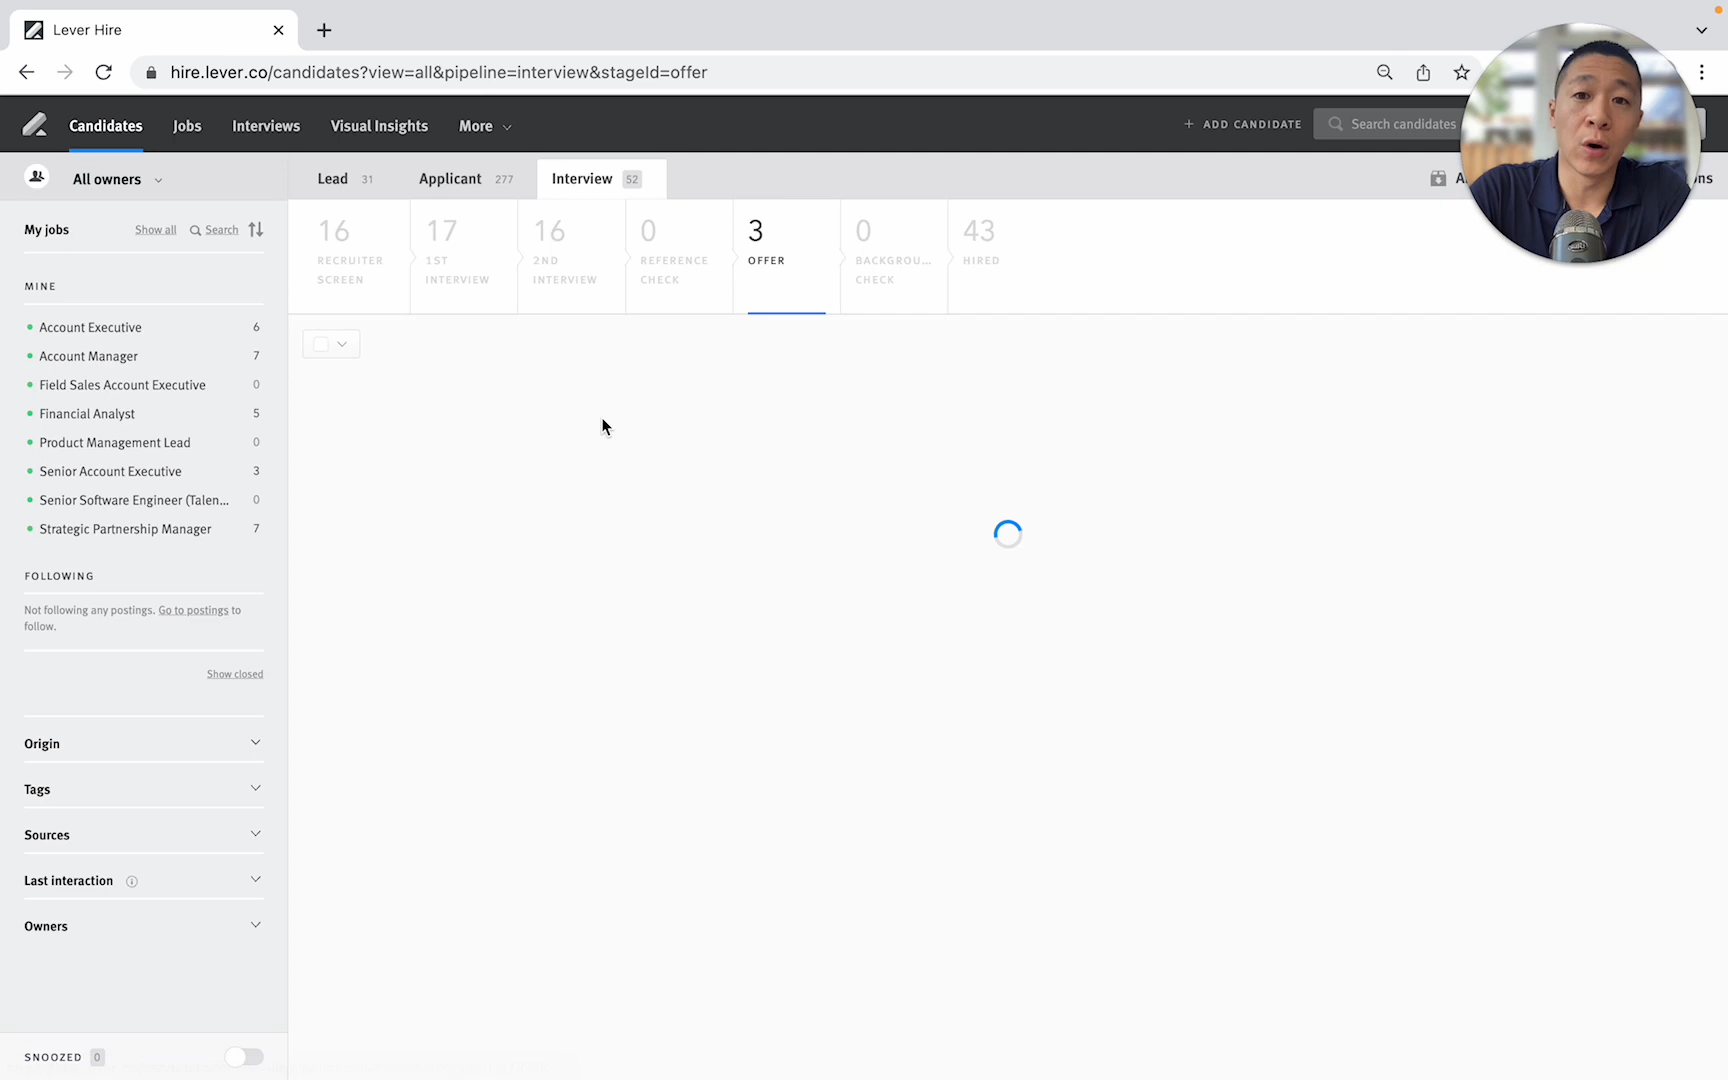 Lever Hire
hire.lever.co/candidates?view=all&pipeline=interview&stageId=offer
Candidates Jobs Interviews Visual Insights More
+ ADD CANDIDATE Search candidates
All owners
Lead 31 Applicant 277 Interview 52
16 RECRUITER SCREEN
17 1ST INTERVIEW
16 2ND INTERVIEW
0 REFERENCE CHECK
3 OFFER
0 BACKGROU... CHECK
43 HIRED
My jobs Show all Search
MINE
Account Executive 6
Account Manager 7
Field Sales Account Executive 0
Financial Analyst 5
Product Management Lead 0
Senior Account Executive 3
Senior Software Engineer (Talen... 0
Strategic Partnership Manager 7
FOLLOWING
Not following any postings. Go to postings to
follow.
Show closed
Origin
Tags
Sources
Last interaction
Owners
SNOOZED 0